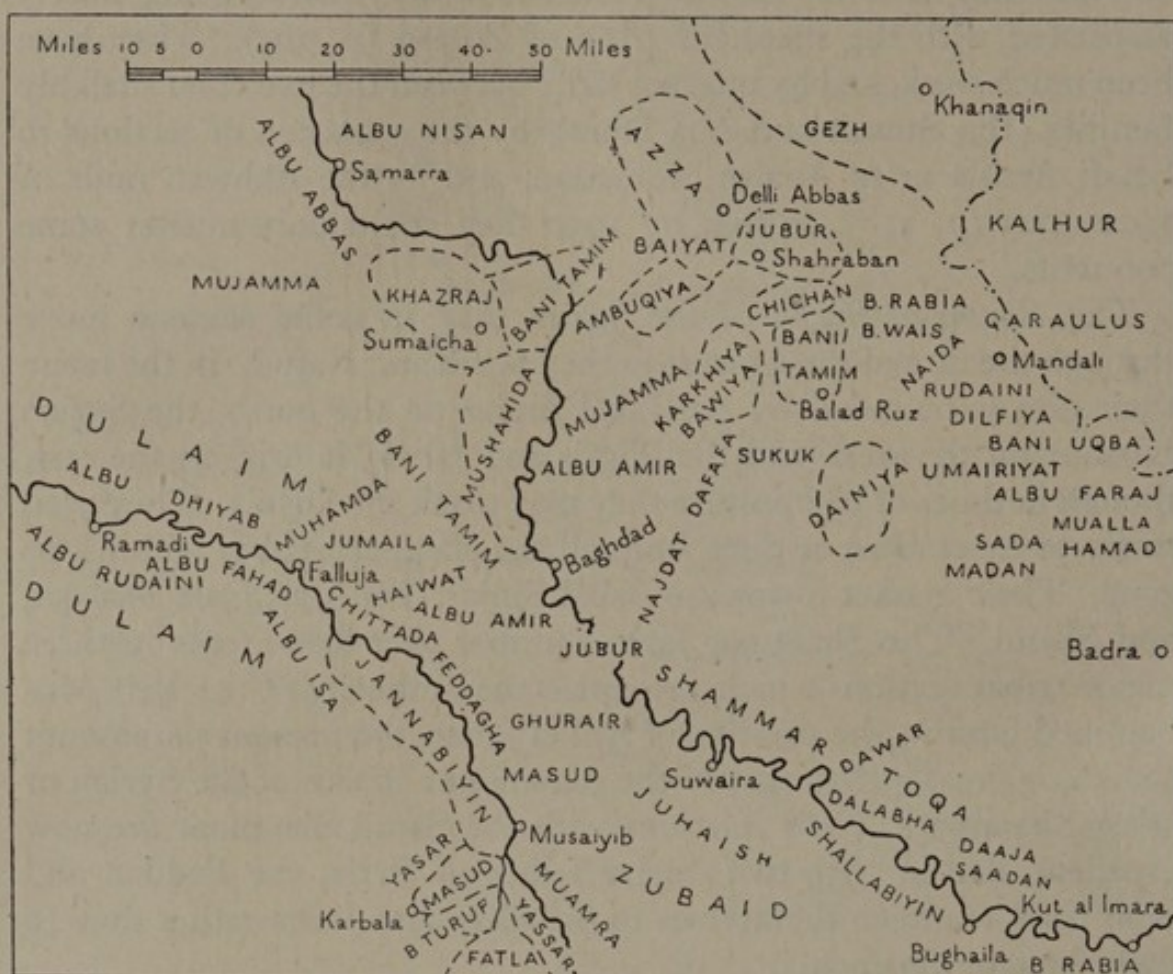 Miles 10 5 0 10 20 30 40 50 Miles
ALBU NISAN
ALBU ABBAS
Samarra
AZZA
GEZH
Khanaqin
Delli Abbas
KALHUR
JUBUR
BAIYAT
Shahraban
MUJAMMA
KHAZRAJ
BANI TAMIM
AMBUQIYA
CHICHAN
B. RABIA
QARAULUS
Sumaicha
B. WAIS
BANI
TAMIM
NAIDA
Mandali
KARKHIYA
BAWIYA
MUJAMMA
Balad Ruz
RUDAINI
DILFIYA
BANI UQBA
MUSHAHIDA
DULAIM
ALBU DHIYAB
MUHAMDA
BANI TAMIM
JUMAILA
ALBU AMIR
SUKUK
DAINIYA
UMAIRIYAT
ALBU FARAJ
MUALLA
SADA
HAMAD
MADAN
Ramadi
ALBU RUDAINI
ALBU FAHAD
Falluja
HAIWAT
Baghdad
NAJDAT
DAFAFA
DULAIM
ALBU ISA
CHITTADA
ALBU AMIR
JANNABIYIN
FEDDAGHA
JUBUR
Badra
GHURAIR
SHAMMAR
TOQA
MASUD
Suwaira
DAWAR
JUHAISH
DALABHA
DAAJA
SAADAN
SHALLABIYIN
Musaiyib
ZUBAID
YASAR
MASUD
Karbala
B TURUF
FATLA
YASSAR
MUAMRA
Kut al Imara
Bughaila
B RABIA